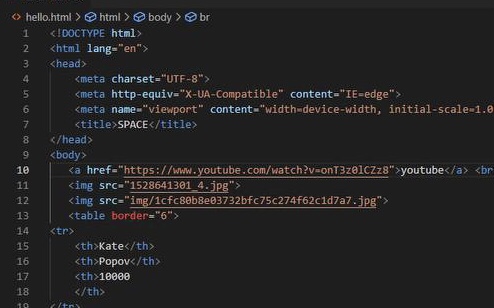 hello.html > html > body > br
1 <!DOCTYPE html>
2 <html lang="en">
3 <head>
4 <meta charset="UTF-8">
5 <meta http-equiv="X-UA-Compatible" content="IE=edge">
6 <meta name="viewport" content="width=device-width, initial-scale=1.0
7 <title>SPACE</title>
8 </head>
9 <body>
10 <a href="https://www.youtube.com/watch?v=onT3z0lCZz8">youtube</a> <br
11 <img src="1528641301_4.jpg">
12 <img src="img/1cfc80b8e03732bfc75c274f62c1d7a7.jpg">
13 <table border="6">
14 <tr>
15 <th>Kate</th>
16 <th>Popov</th>
17 <th>10000
18 </th>
19 </tr>